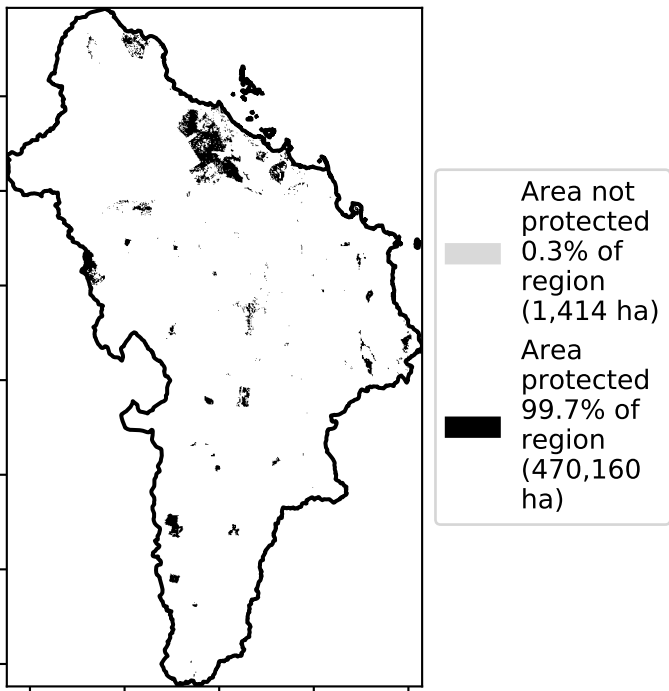 Area not
protected
0.3% of
region
(1,414 ha)
Area
protected
99.7% of
region
(470,160
ha)